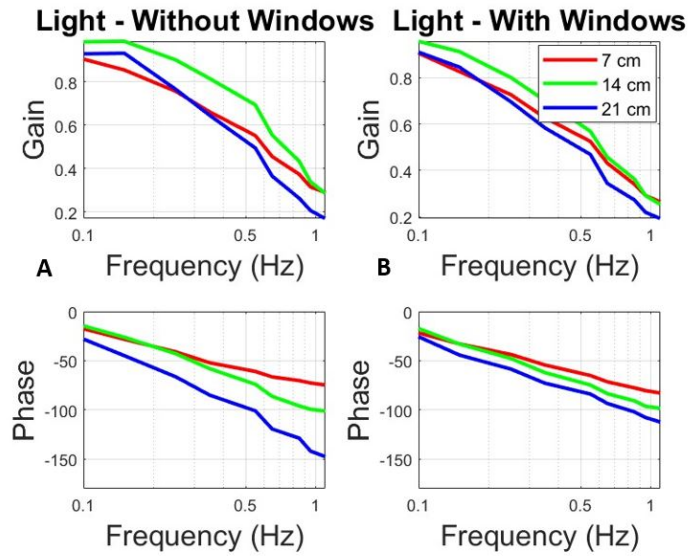 Light - Without Windows
Light - With Windows
0.8
0.6
0.4
0.2
Gain
0.1
0.5
1
Frequency (Hz)
A
7 cm
14 cm
21 cm
0.8
0.6
0.4
0.2
Gain
0.1
0.5
1
Frequency (Hz)
B
0
-50
-100
-150
Phase
0.1
0.5
1
Frequency (Hz)
0
-50
-100
-150
Phase
0.1
0.5
1
Frequency (Hz)